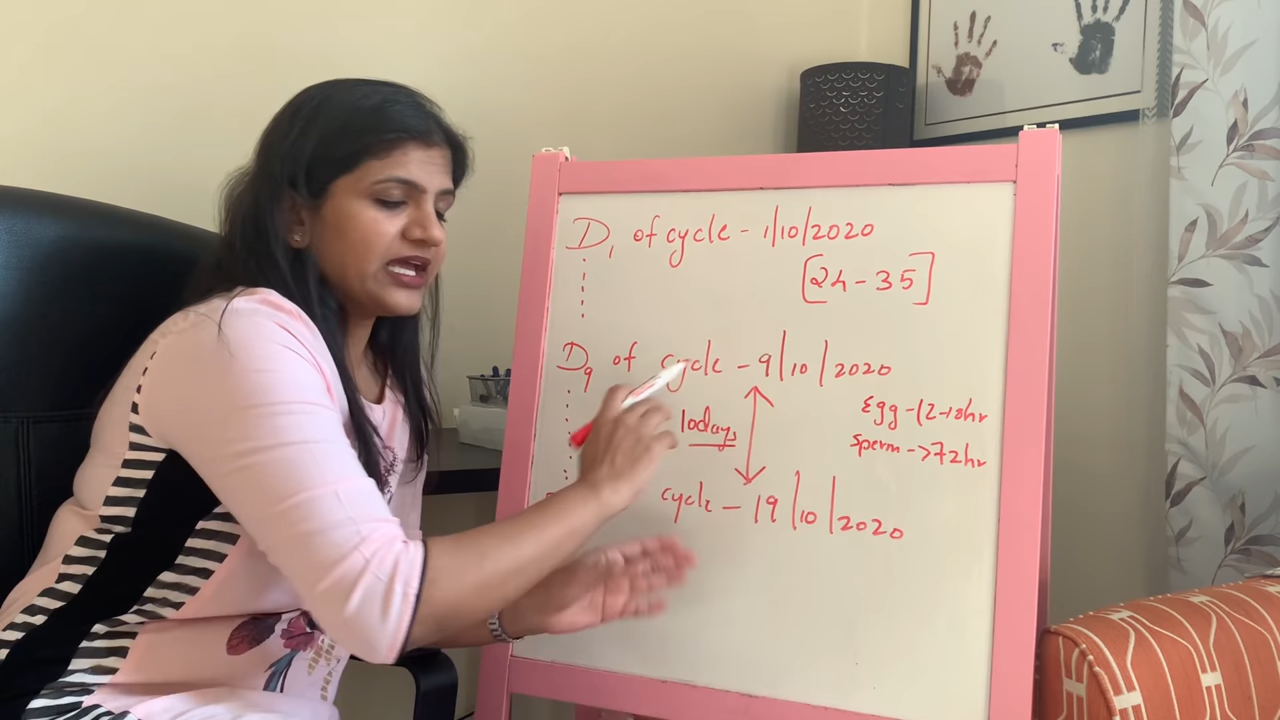 D1 of cycle - 1/10/2020
[24-35]
D9 of cycle - 9/10/2020
Egg - 12-18hr
10days
sperm -> 72hr
cycle - 19/10/2020